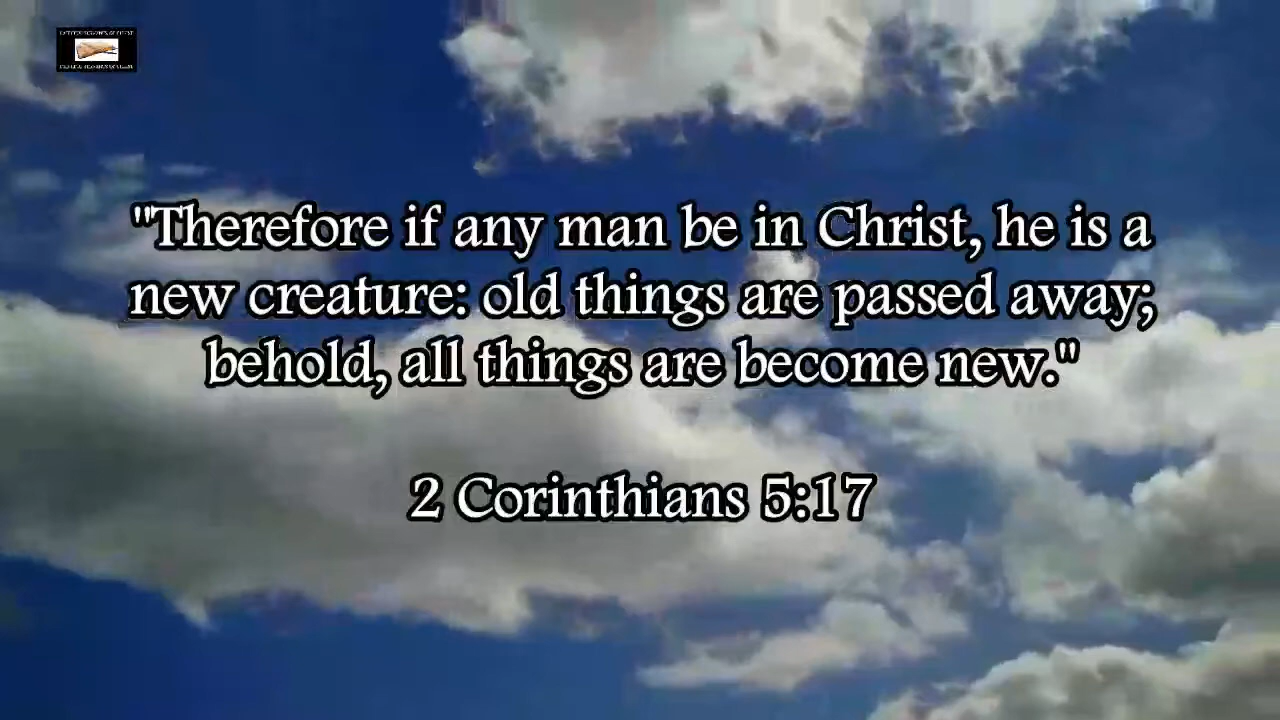 "Therefore if any man be in Christ, he is a
new creature: old things are passed away;
behold, all things are become new."
2 Corinthians 5:17